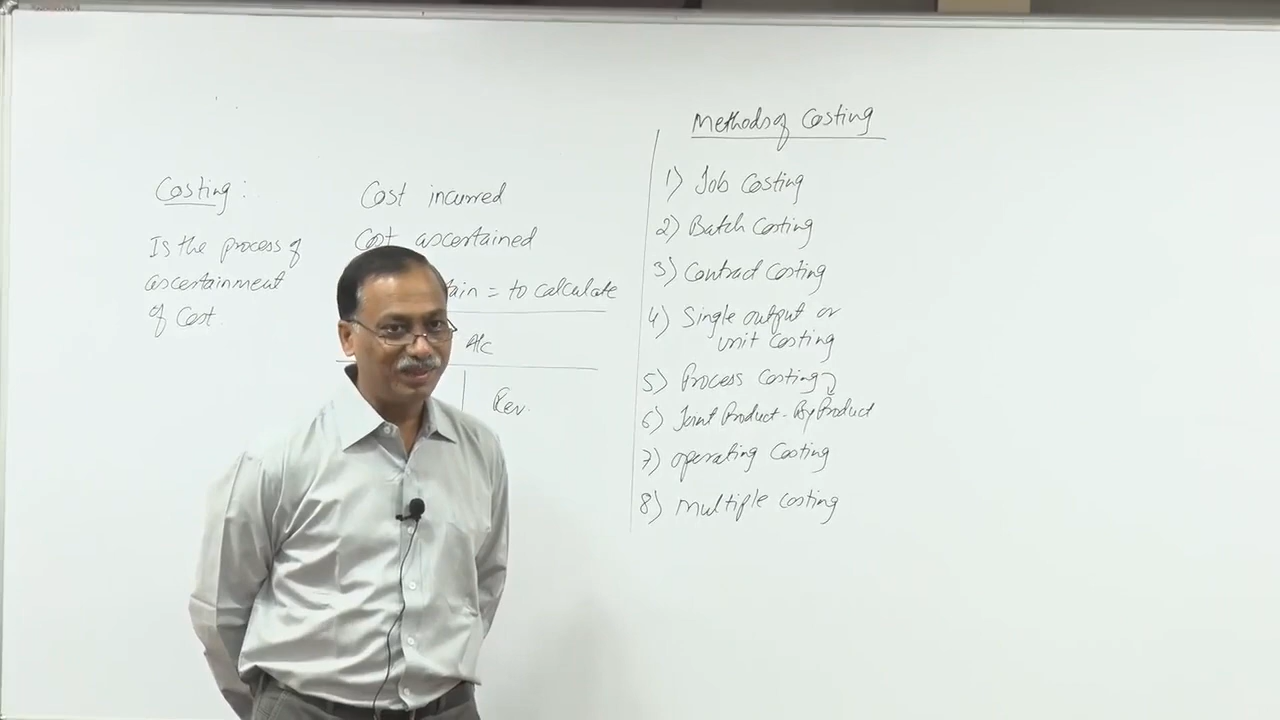 Costing :
Is the process of
ascertainment
of Cost.
Cost incurred
Cost ascertained
tain = to calculate
A/c
Rev.
Methods of Costing
1) Job Costing
2) Batch Costing
3) Contract Costing
4) Single output or
unit Costing
5) Process Costing
6) Joint Product - By Product
7) Operating Costing
8) Multiple Costing